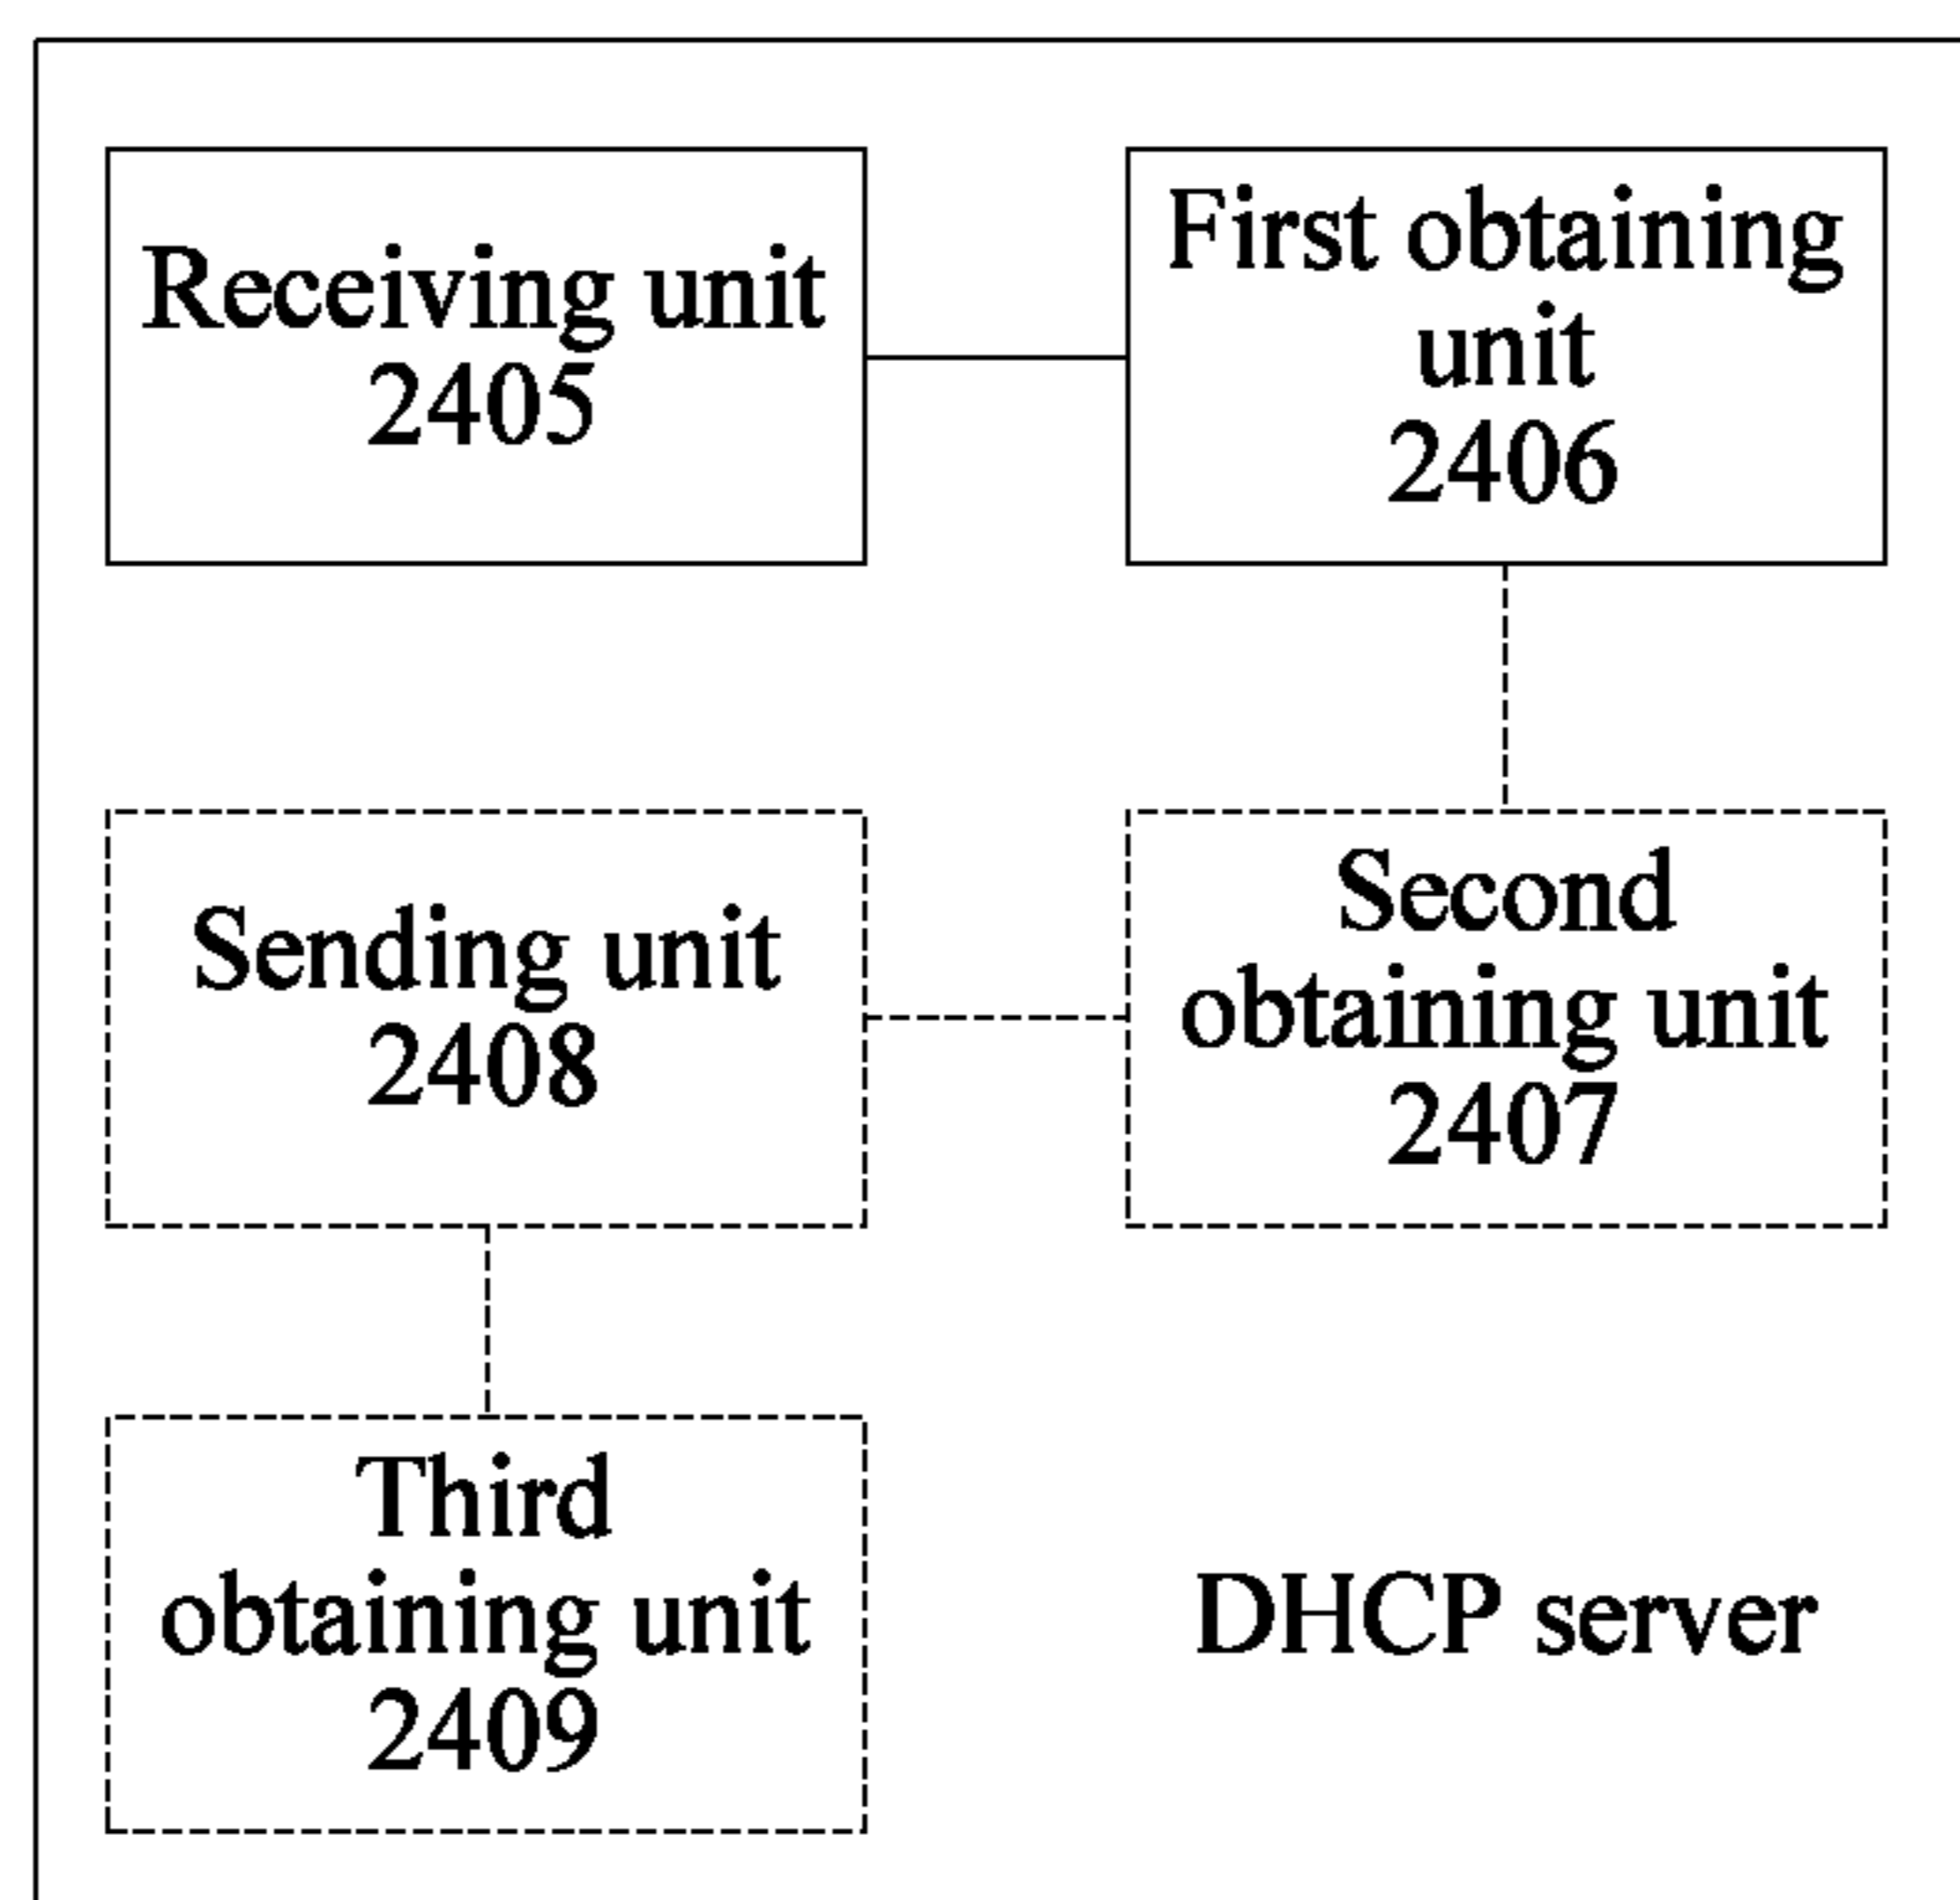 Receiving unit
2405
First obtaining
unit
2406
Sending unit
2408
Second
obtaining unit
2407
Third
obtaining unit
2409
DHCP server